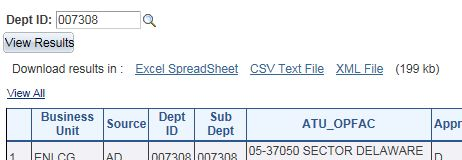 Dept ID: 007308
View Results
Download results in : Excel SpreadSheet CSV Text File XML File (199 kb)
View All
Business Unit Source Dept ID Sub Dept ATU_OPFAC Appr
1 ENLCG AD 007308 007308 05-37050 SECTOR DELAWARE D